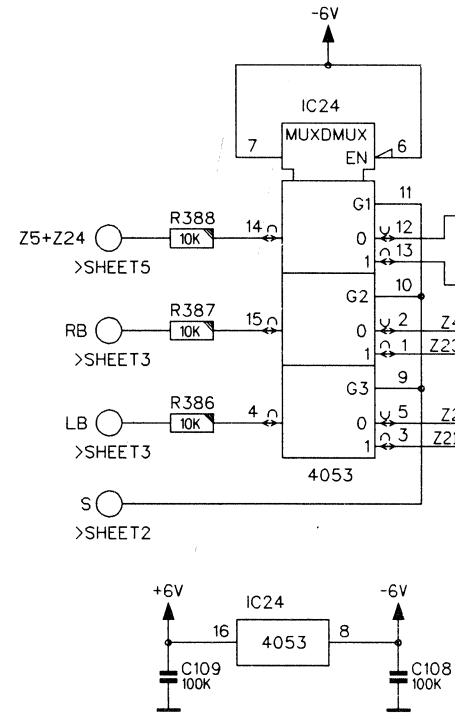 -6V
IC24
MUXDMUX
7
EN
6
G1
11
R388
Z5+Z24
10K
14
0
12
1
13
>SHEET5
G2
10
R387
RB
10K
15
0
2
Z4
1
1
Z23
>SHEET3
G3
9
R386
LB
10K
4
0
5
1
3
>SHEET3
4053
S
>SHEET2
+6V
IC24
-6V
16
4053
8
C109
100K
C108
100K